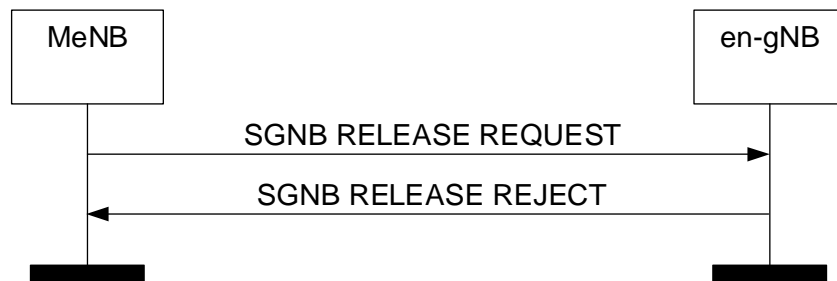 MeNB
en-gNB
SGNB RELEASE REQUEST
SGNB RELEASE REJECT